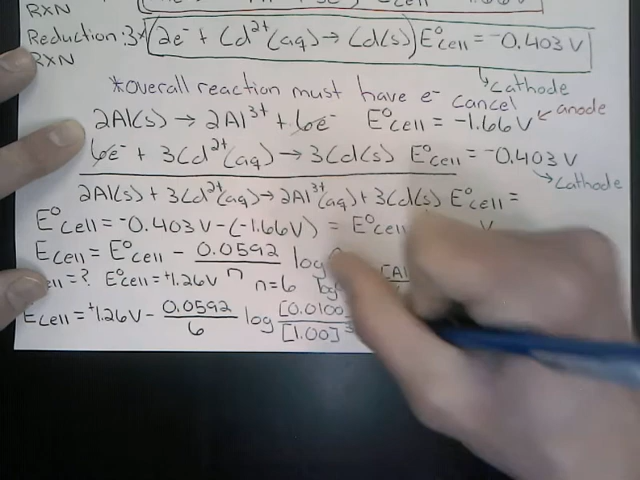 RXN
Reduction: 3x(2e⁻ + Cd²⁺(aq) → Cd(s)) E°cell = -0.403 V
RXN
cathode
*overall reaction must have e⁻ cancel
2Al(s) → 2Al³⁺ + 6e⁻ E°cell = -1.66 V ← anode
6e⁻ + 3Cd²⁺(aq) → 3Cd(s) E°cell = -0.403 V
cathode
2Al(s) + 3Cd²⁺(aq) → 2Al³⁺(aq) + 3Cd(s) E°cell =
E°cell = -0.403 V - (-1.66 V) = E°cell V
Ecell = E°cell - 0.0592/n log
= ? E°cell = +1.26 V n = 6 [Al
Ecell = +1.26 V - 0.0592/6 log [0.0100]/[1.00]